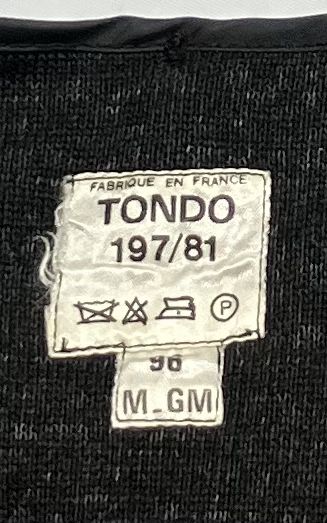 FABRIQUE EN FRANCE
TONDO
197/81
P
96
M_GM